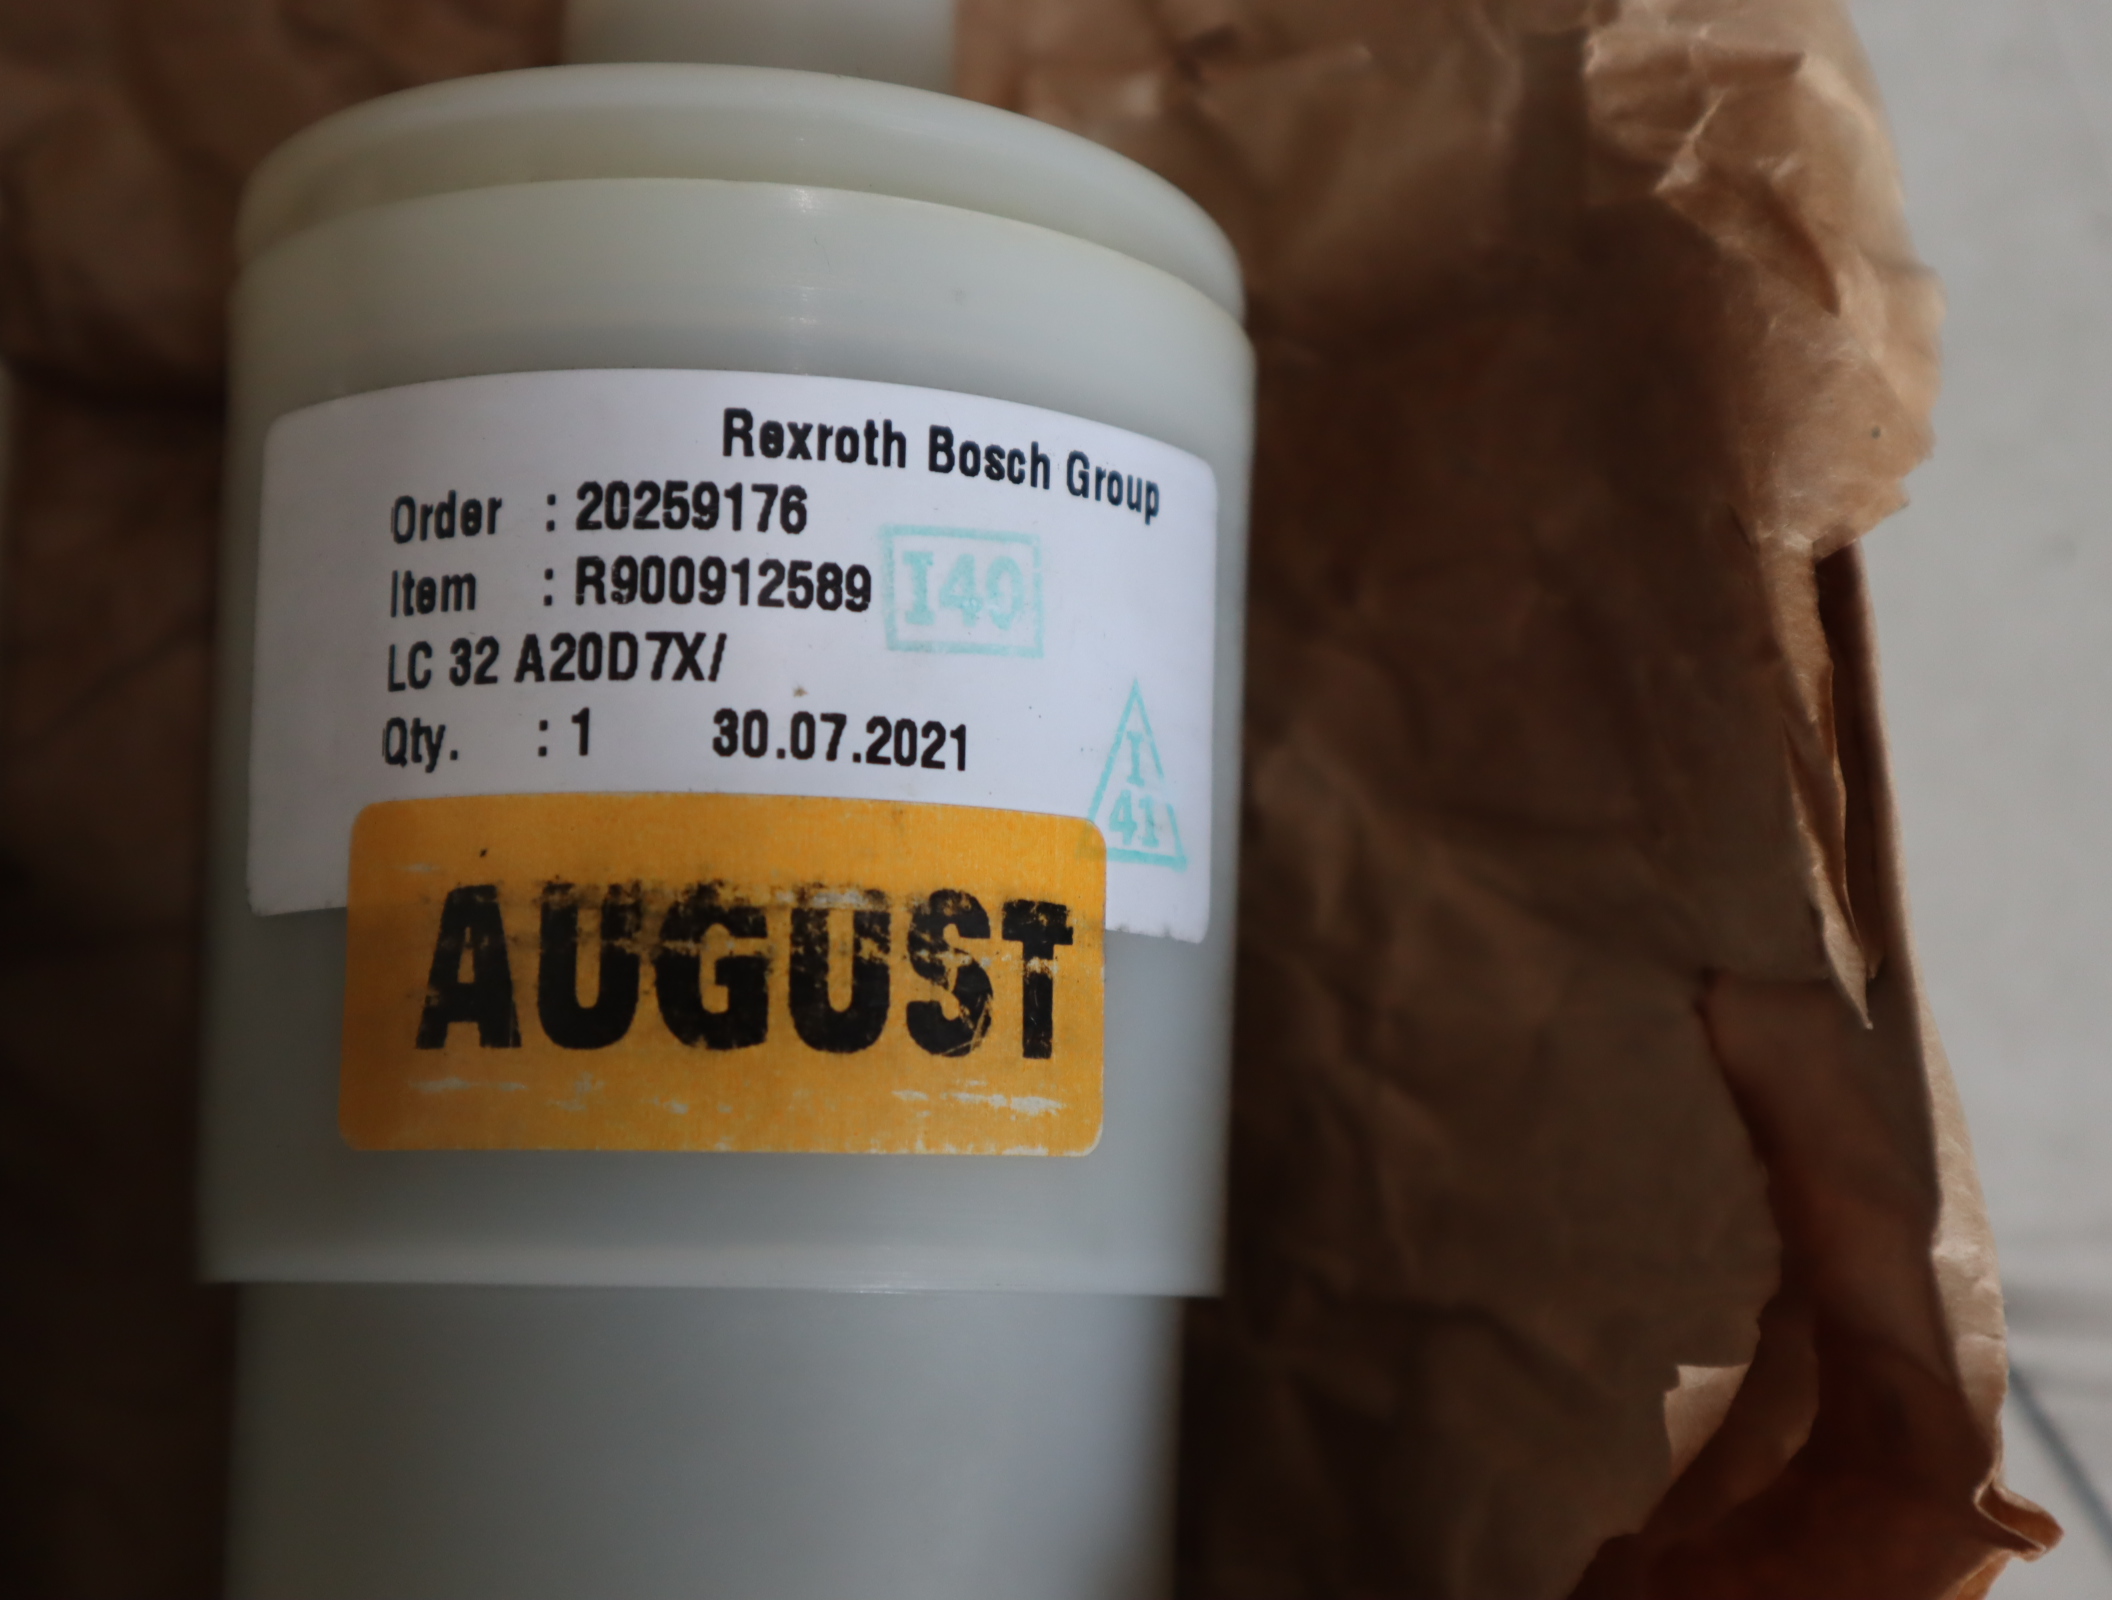 Rexroth Bosch Group
Order : 20259176
Item : R900912589
I40
LC 32 A20D7X/
Qty. : 1 30.07.2021
I
41
AUGUST